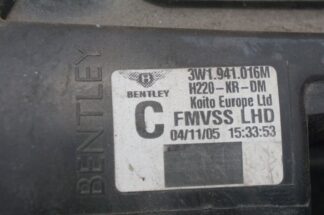 BENTLEY
BENTLEY
3W1.941.016M
H220-KR-DM
Koito Europe Ltd
C FMVSS LHD
04/11/05 15:33:53